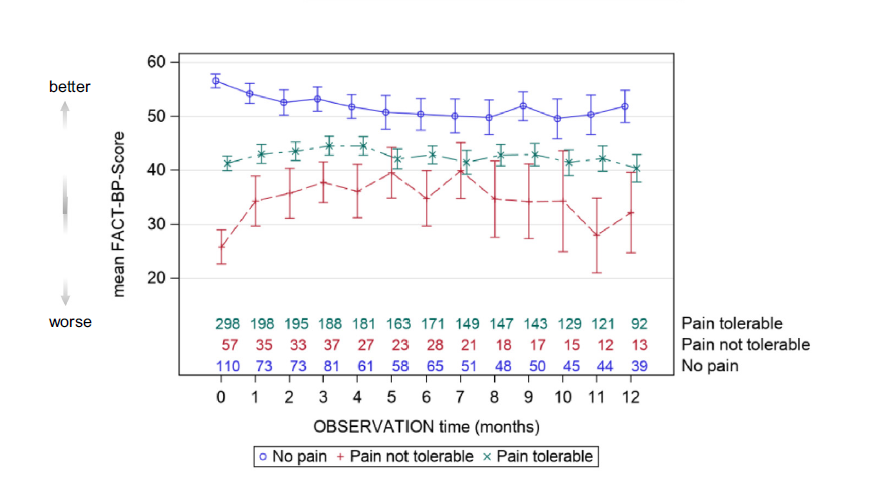 better
worse
mean FACT-BP-Score
60
50
40
30
20
298 198 195 188 181 163 171 149 147 143 129 121 92 Pain tolerable
57 35 33 37 27 23 28 21 18 17 15 12 13 Pain not tolerable
110 73 73 81 61 58 65 51 48 50 45 44 39 No pain
0 1 2 3 4 5 6 7 8 9 10 11 12
OBSERVATION time (months)
No pain Pain not tolerable Pain tolerable